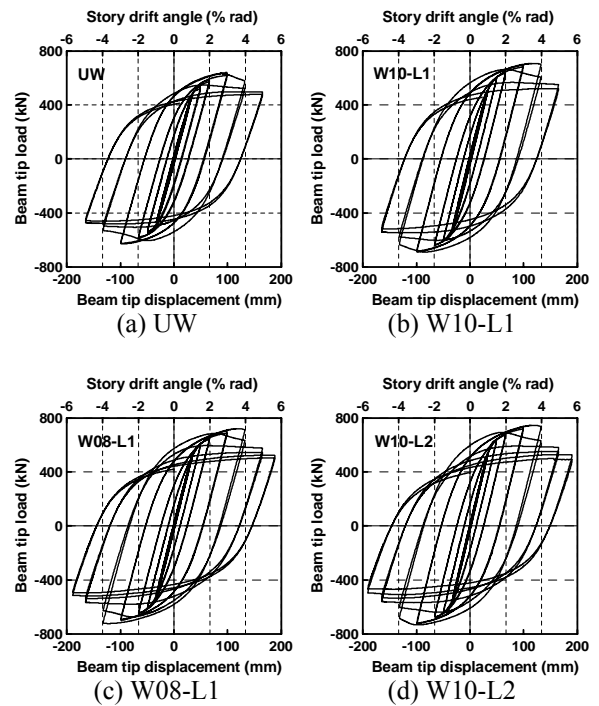 Story drift angle (% rad)
-6 -4 -2 0 2 4 6
800
400
0
-400
-800
Beam tip load (kN)
UW
-200 -100 0 100 200
Beam tip displacement (mm)
(a) UW
Story drift angle (% rad)
-6 -4 -2 0 2 4 6
800
400
0
-400
-800
Beam tip load (kN)
W10-L1
-200 -100 0 100 200
Beam tip displacement (mm)
(b) W10-L1
Story drift angle (% rad)
-6 -4 -2 0 2 4 6
800
400
0
-400
-800
Beam tip load (kN)
W08-L1
-200 -100 0 100 200
Beam tip displacement (mm)
(c) W08-L1
Story drift angle (% rad)
-6 -4 -2 0 2 4 6
800
400
0
-400
-800
Beam tip load (kN)
W10-L2
-200 -100 0 100 200
Beam tip displacement (mm)
(d) W10-L2